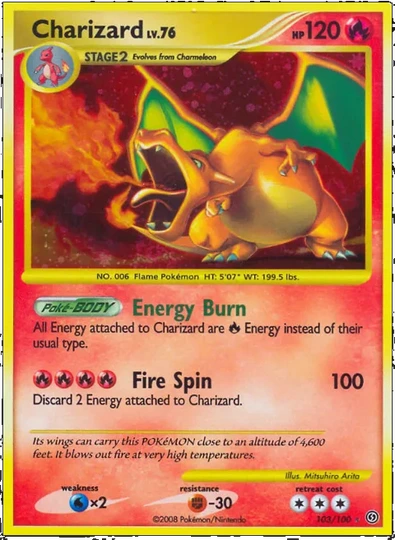 Charizard LV.76 HP 120
STAGE2 Evolves from Charmeleon
NO. 006 Flame Pokémon HT: 5'07" WT: 199.5 lbs.
Poké-BODY Energy Burn
All Energy attached to Charizard are Energy instead of their
usual type.
Fire Spin 100
Discard 2 Energy attached to Charizard.
Its wings can carry this POKéMON close to an altitude of 4,600
feet. It blows out fire at very high temperatures.
Illus. Mitsuhiro Arita
weakness resistance retreat cost
×2 -30
©2008 Pokémon/Nintendo 103/100